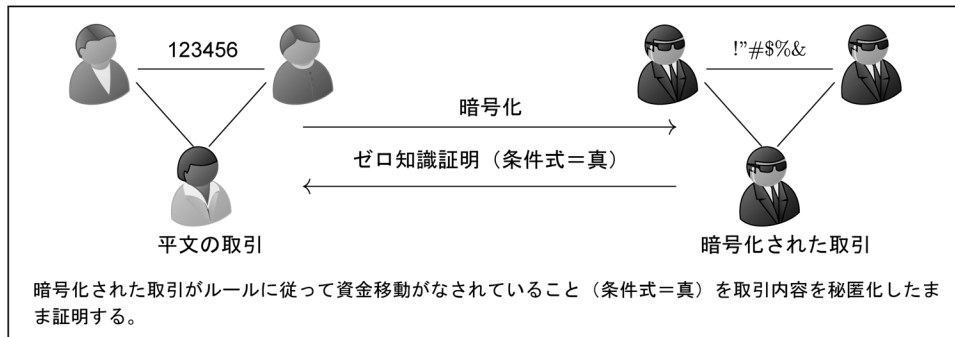 123456
!"#$%&
暗号化
ゼロ知識証明（条件式＝真）
平文の取引
暗号化された取引
暗号化された取引がルールに従って資金移動がなされていること（条件式＝真）を取引内容を秘匿化したま
ま証明する。